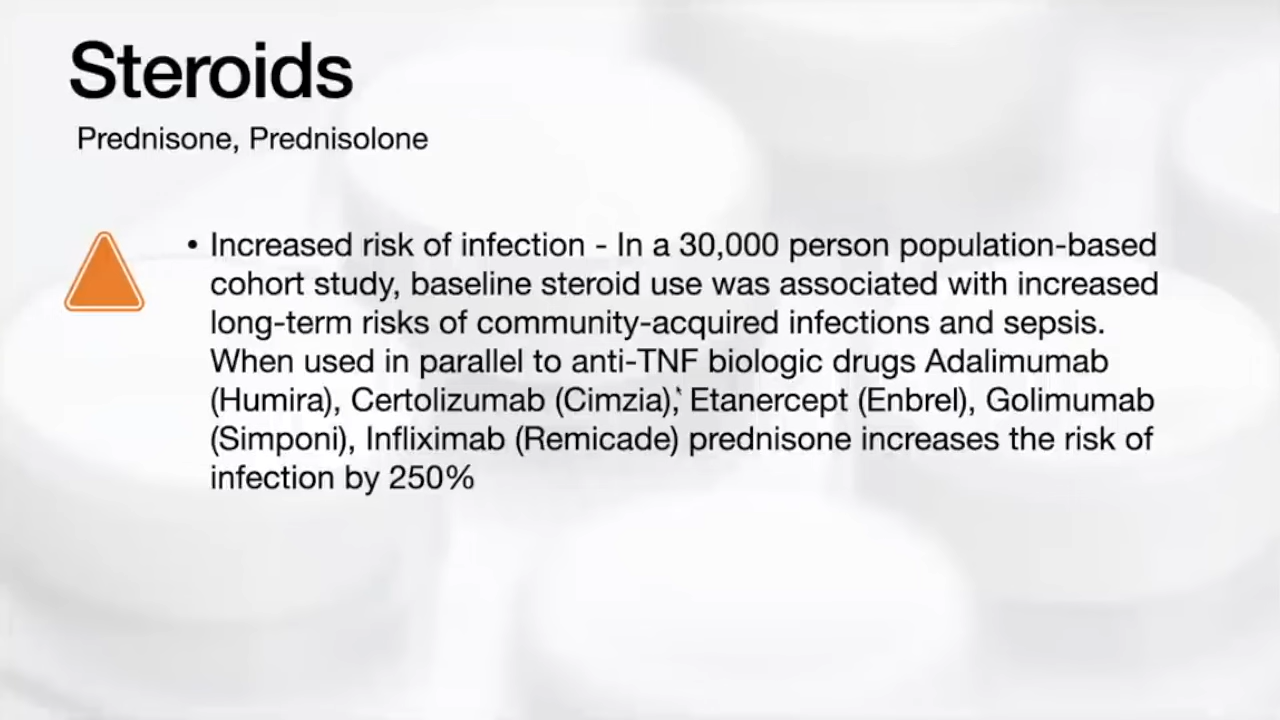 Steroids
Prednisone, Prednisolone
• Increased risk of infection - In a 30,000 person population-based
cohort study, baseline steroid use was associated with increased
long-term risks of community-acquired infections and sepsis.
When used in parallel to anti-TNF biologic drugs Adalimumab
(Humira), Certolizumab (Cimzia), Etanercept (Enbrel), Golimumab
(Simponi), Infliximab (Remicade) prednisone increases the risk of
infection by 250%